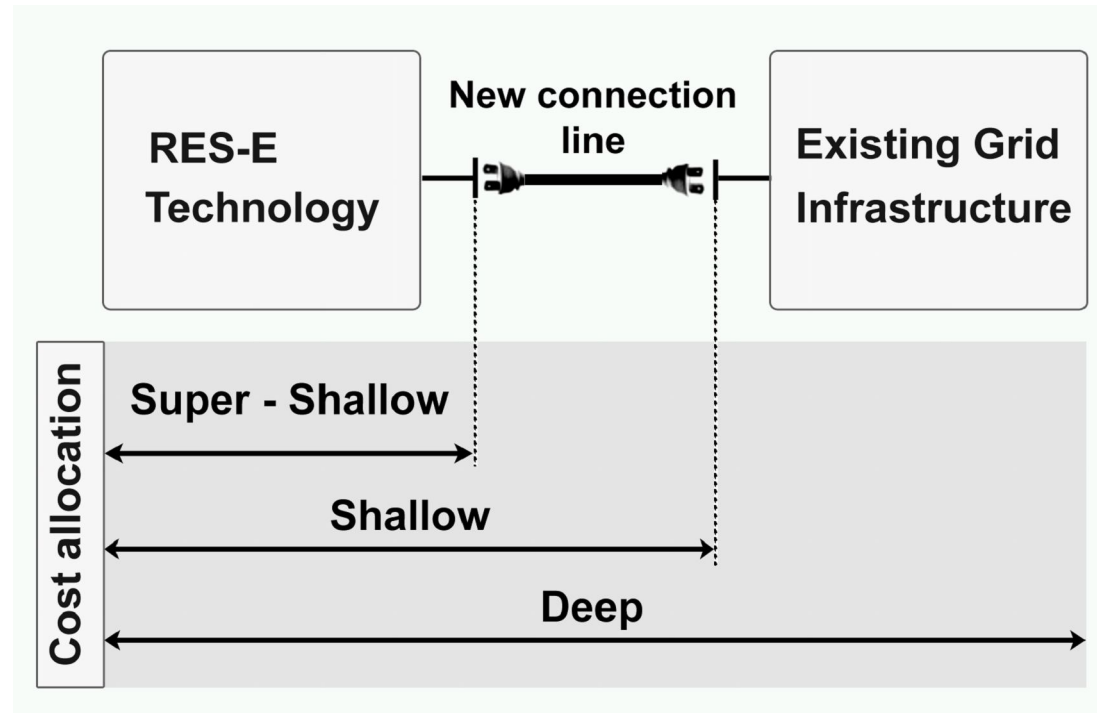 RES-E
Technology
New connection
line
Existing Grid
Infrastructure
Cost allocation
Super - Shallow
Shallow
Deep